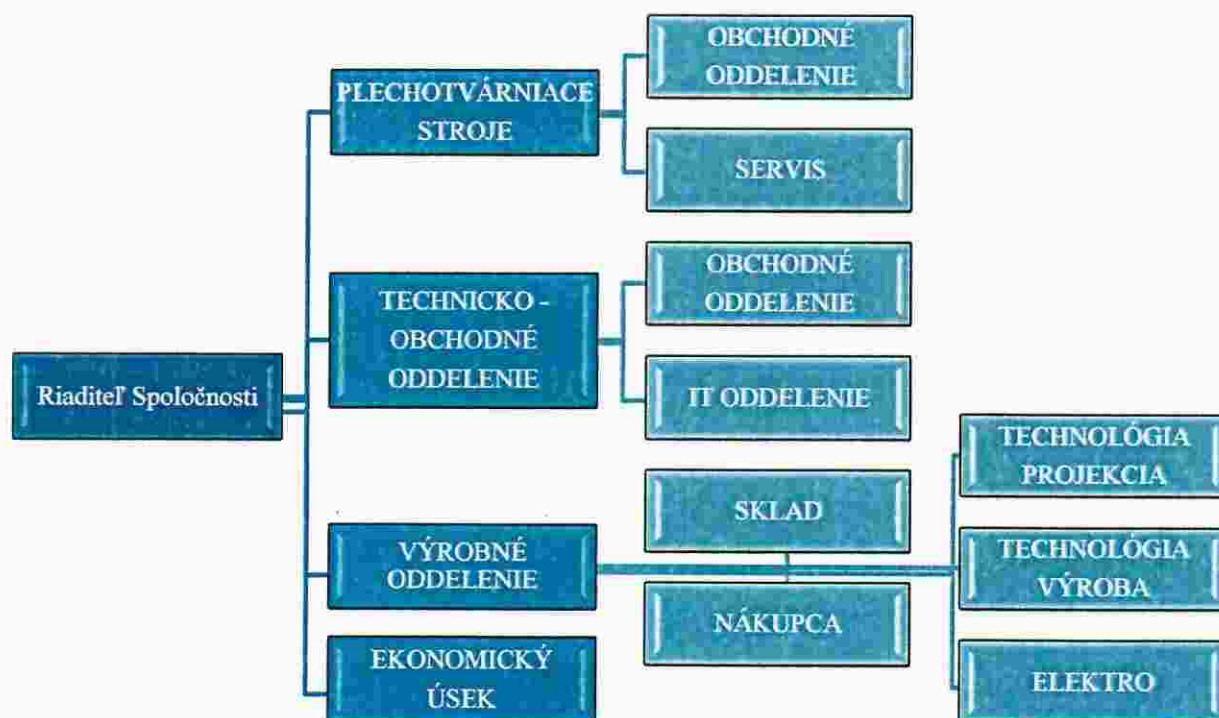 Riaditeľ Spoločnosti
PLECHOTVÁRNIACE
STROJE
OBCHODNÉ
ODDELENIE
SERVIS
TECHNICKO -
OBCHODNÉ
ODDELENIE
OBCHODNÉ
ODDELENIE
IT ODDELENIE
VÝROBNÉ
ODDELENIE
SKLAD
NÁKUPCA
TECHNOLÓGIA
PROJEKCIA
TECHNOLÓGIA
VÝROBA
ELEKTRO
EKONOMICKÝ
ÚSEK